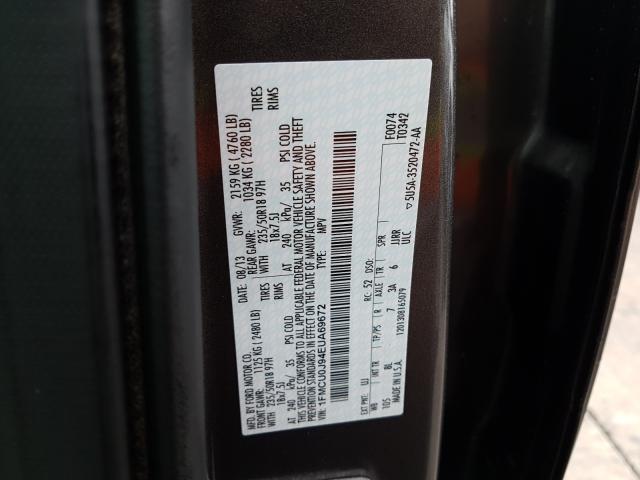 MFD. BY FORD MOTOR CO. 08/13 GVWR: 2159 KG ( 4700 LB)
FRONT GAWR: 1125 KG ( 2480 LB) REAR GAWR: 1034 KG ( 2280 LB)
WITH 235/50R18 97H TIRES WITH 235/50R18 97H TIRES
18x7.5J RIMS 18x7.5J RIMS
AT 240 kPa/ 35 PSI COLD AT 240 kPa/ 35 PSI COLD
THIS VEHICLE CONFORMS TO ALL APPLICABLE FEDERAL MOTOR VEHICLE SAFETY AND THEFT
PREVENTION STANDARDS IN EFFECT ON THE DATE OF MANUFACTURE SHOWN ABOVE.
VIN: 1FMCU0J94EUA69672 TYPE: MPV
EXT PNT: UJ RC: 52 DSO: F0074
WB INT TR TP/PS R AXLE TR SPR T0342
105 BL 7 3A 6 JJRR
ULC
MADE IN U.S.A. 1201308165079 ▽5U5A-3520472-AA